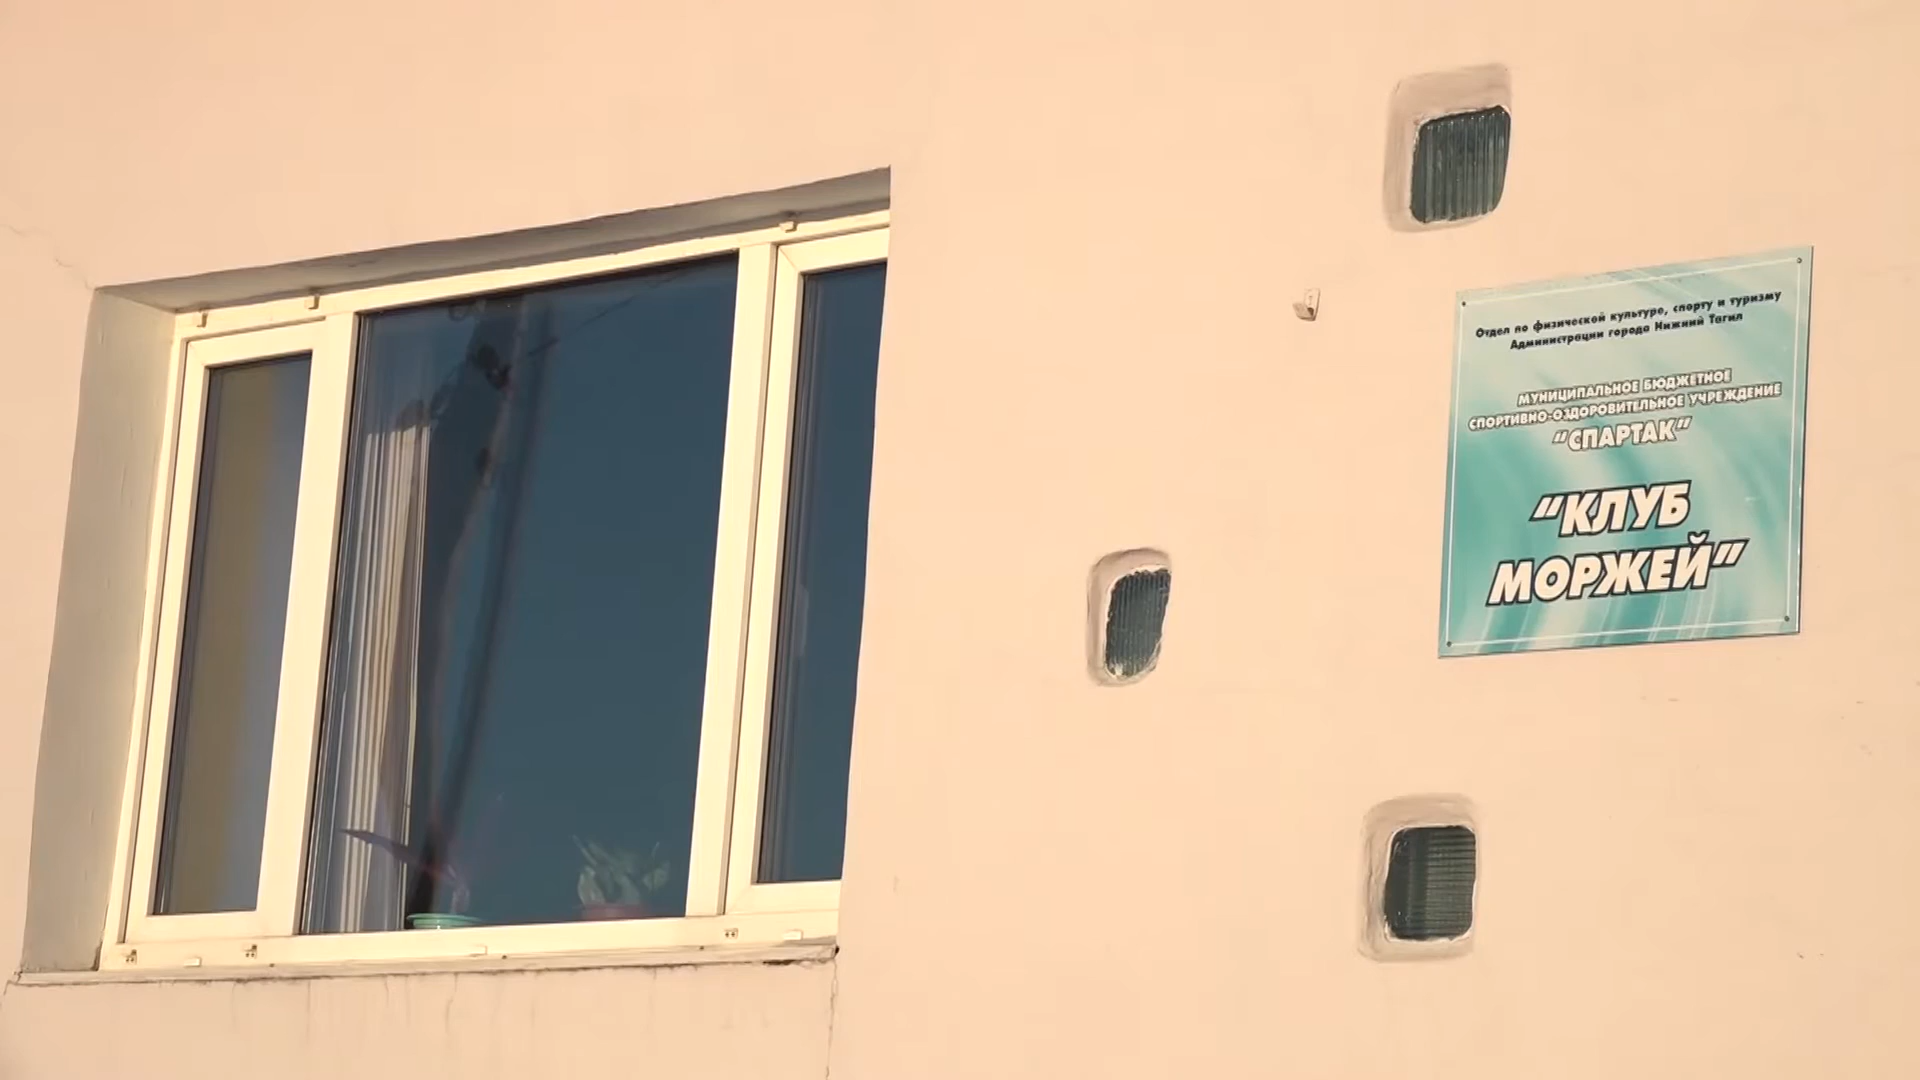 Отдел по физической культуре, спорту и туризму
Администрации города Нижний Тагил
МУНИЦИПАЛЬНОЕ БЮДЖЕТНОЕ
СПОРТИВНО-ОЗДОРОВИТЕЛЬНОЕ УЧРЕЖДЕНИЕ
"СПАРТАК"
"КЛУБ
МОРЖЕЙ"